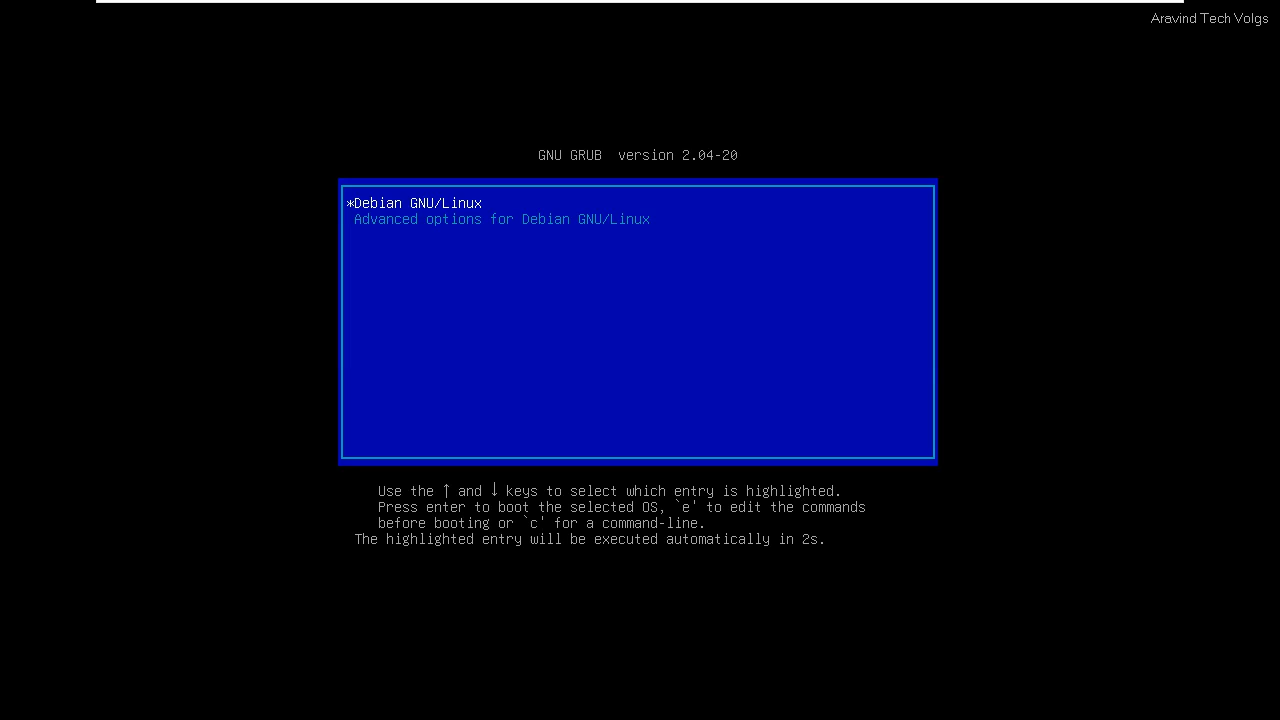 Aravind Tech Volgs
GNU GRUB  version 2.04-20
*Debian GNU/Linux
Advanced options for Debian GNU/Linux
Use the ↑ and ↓ keys to select which entry is highlighted.
Press enter to boot the selected OS, `e' to edit the commands
before booting or `c' for a command-line.
The highlighted entry will be executed automatically in 2s.